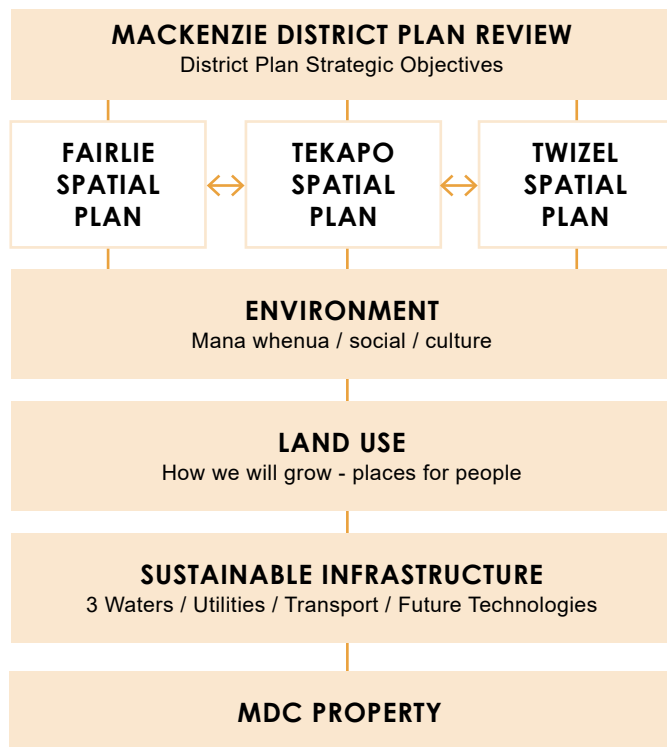 MACKENZIE DISTRICT PLAN REVIEW
District Plan Strategic Objectives
FAIRLIE
SPATIAL
PLAN
TEKAPO
SPATIAL
PLAN
TWIZEL
SPATIAL
PLAN
ENVIRONMENT
Mana whenua / social / culture
LAND USE
How we will grow - places for people
SUSTAINABLE INFRASTRUCTURE
3 Waters / Utilities / Transport / Future Technologies
MDC PROPERTY